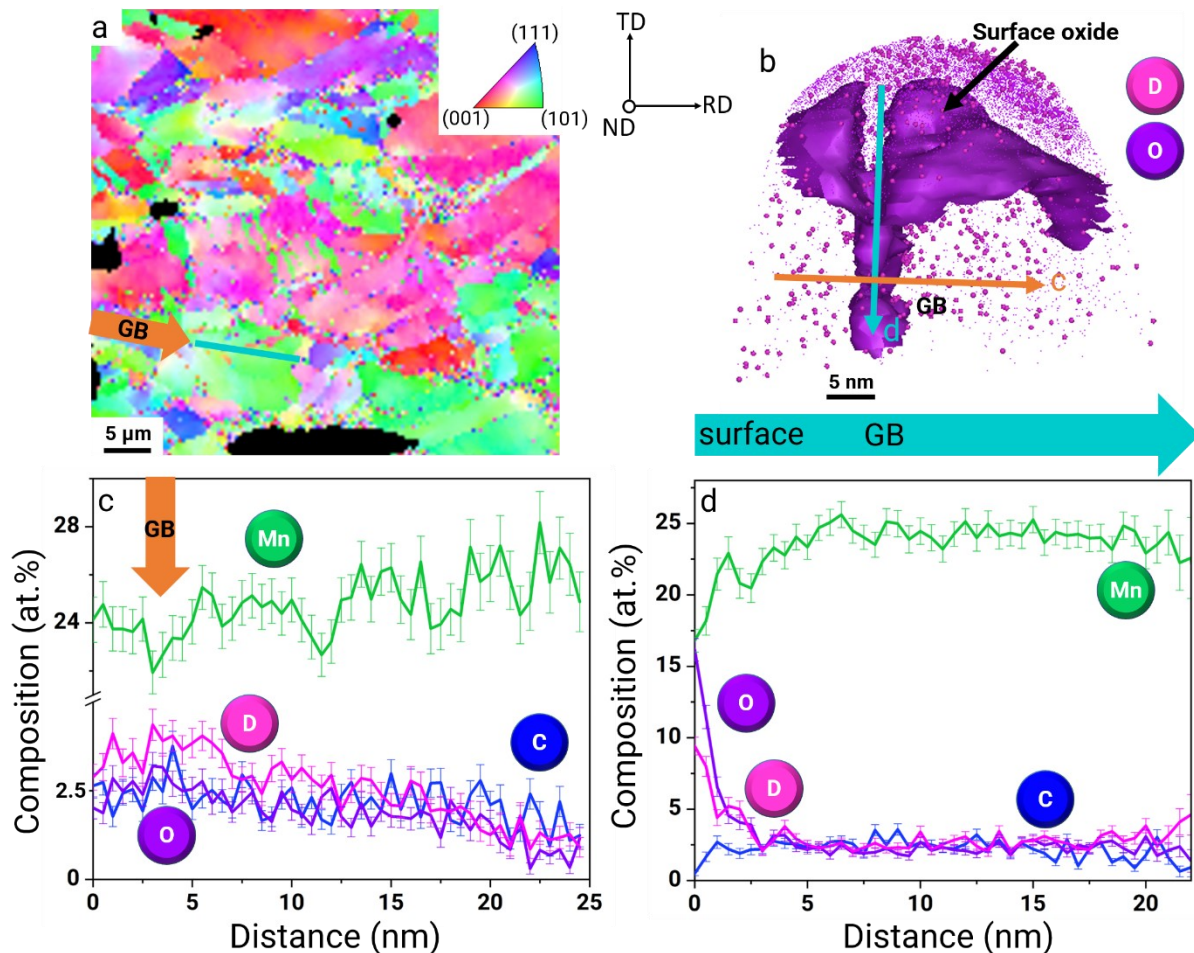 a
(111)
(001)
(101)
GB
5 µm
TD
ND
RD
b
Surface oxide
D
O
C
GB
d
5 nm
surface GB
c
GB
Mn
D
C
O
28
24
2.5
0
Composition (at.%)
0 5 10 15 20 25
Distance (nm)
d
Mn
O
D
C
25
20
15
10
5
0
Composition (at.%)
0 5 10 15 20
Distance (nm)